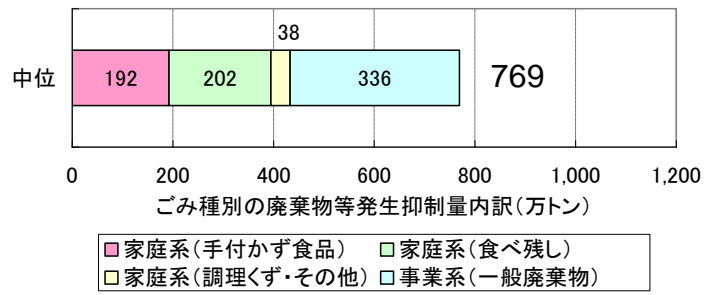 38
中位 192 202 336 769
0 200 400 600 800 1,000 1,200
ごみ種別の廃棄物等発生抑制量内訳(万トン)
家庭系(手付かず食品) 家庭系(食べ残し)
家庭系(調理くず・その他) 事業系(一般廃棄物)